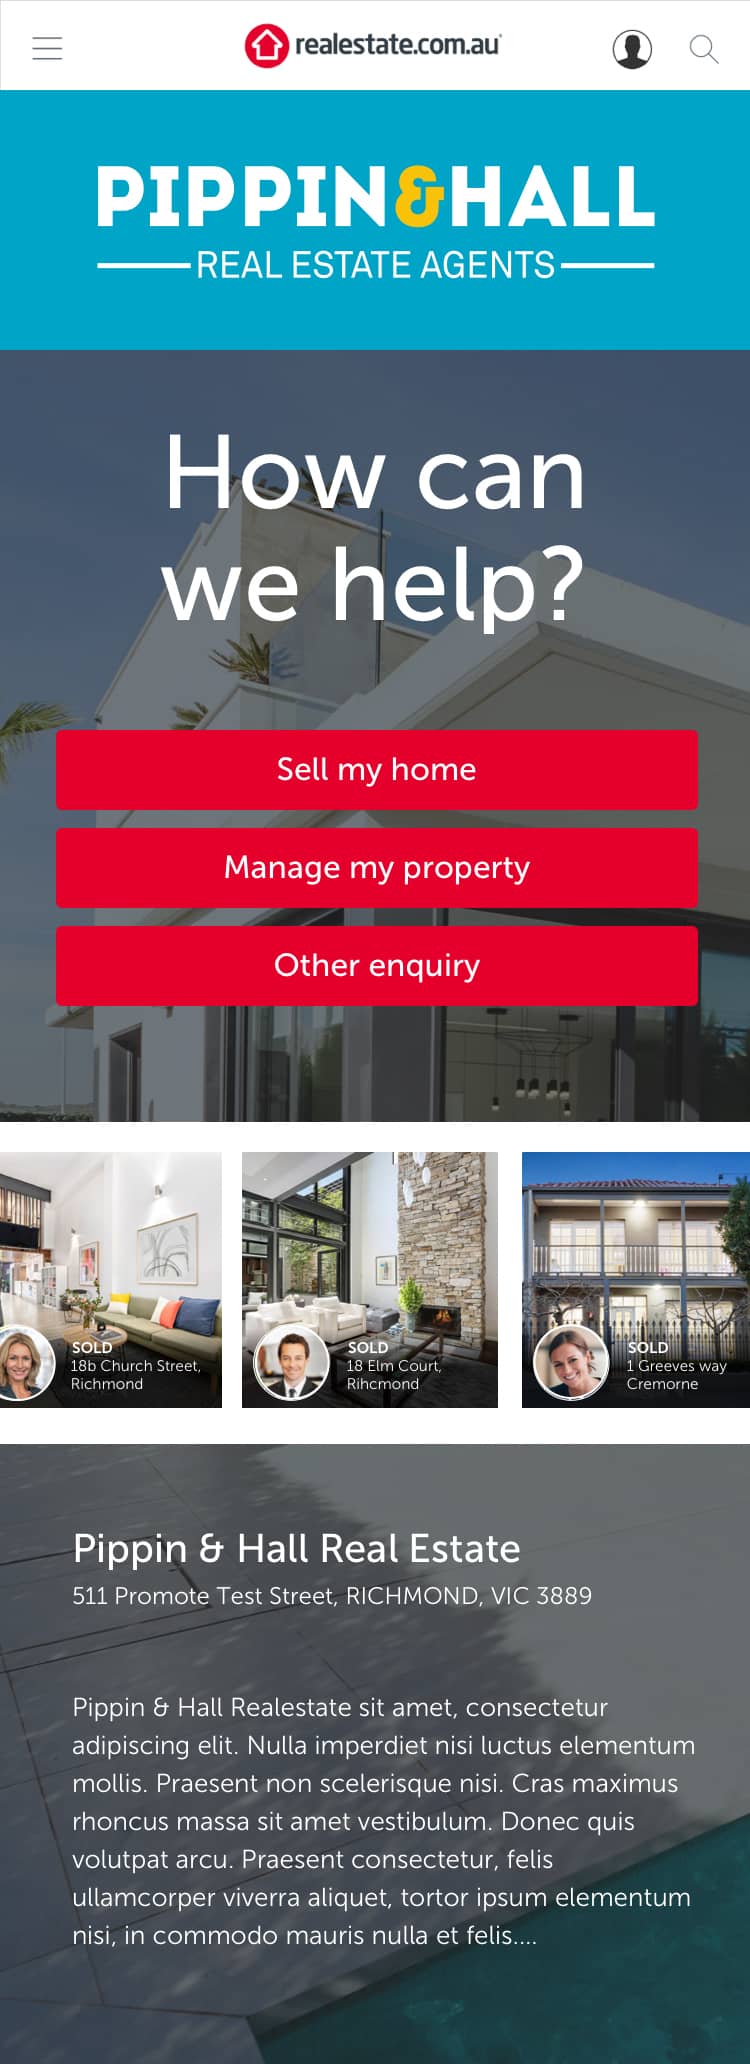 realestate.com.au
PIPPIN&HALL
REAL ESTATE AGENTS
How can
we help?
Sell my home
Manage my property
Other enquiry
SOLD
18b Church Street,
Richmond
SOLD
18 Elm Court,
Rihcmond
SOLD
1 Greeves way
Cremorne
Pippin & Hall Real Estate
511 Promote Test Street, RICHMOND, VIC 3889
Pippin & Hall Realestate sit amet, consectetur
adipiscing elit. Nulla imperdiet nisi luctus elementum
mollis. Praesent non scelerisque nisi. Cras maximus
rhoncus massa sit amet vestibulum. Donec quis
volutpat arcu. Praesent consectetur, felis
ullamcorper viverra aliquet, tortor ipsum elementum
nisi, in commodo mauris nulla et felis....